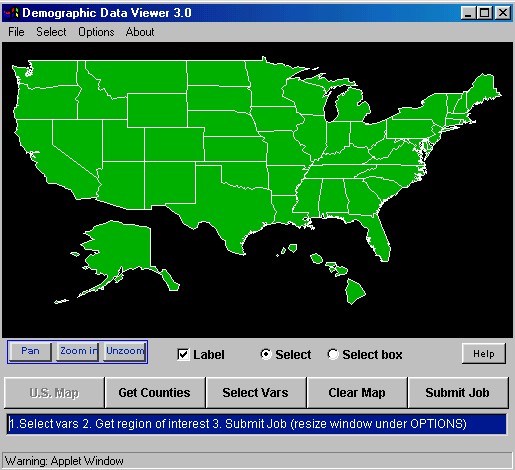 Demographic Data Viewer 3.0
File Select Options About
Pan Zoom in Unzoom Label Select Select box Help
U.S. Map Get Counties Select Vars Clear Map Submit Job
1.Select vars 2. Get region of interest 3. Submit Job (resize window under OPTIONS)
Warning: Applet Window